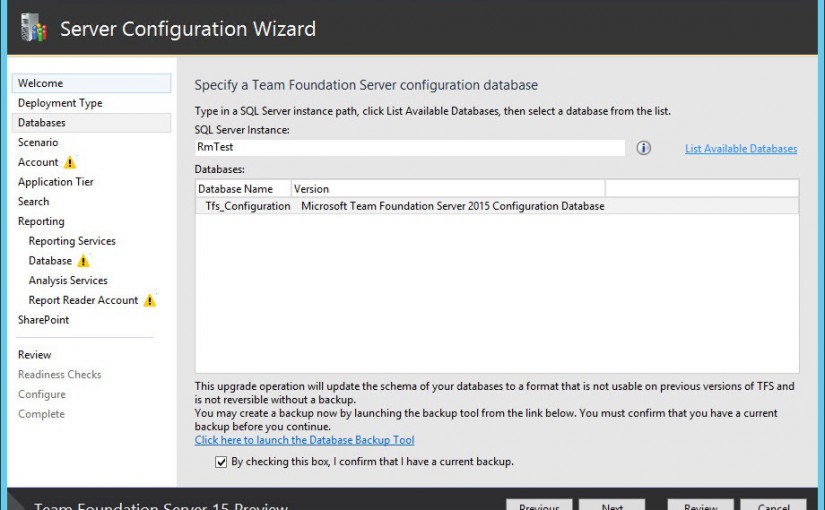 Server Configuration Wizard
Welcome
Deployment Type
Databases
Scenario
Account
Application Tier
Search
Reporting
Reporting Services
Database
Analysis Services
Report Reader Account
SharePoint
Review
Readiness Checks
Configure
Complete
Specify a Team Foundation Server configuration database
Type in a SQL Server instance path, click List Available Databases, then select a database from the list.
SQL Server Instance:
RmTest
List Available Databases
Databases:
Database Name Version
Tfs_Configuration Microsoft Team Foundation Server 2015 Configuration Database
This upgrade operation will update the schema of your databases to a format that is not usable on previous versions of TFS and
is not reversible without a backup.
You may create a backup now by launching the backup tool from the link below. You must confirm that you have a current
backup before you continue.
Click here to launch the Database Backup Tool
By checking this box, I confirm that I have a current backup.
Team Foundation Server 15 Preview
Previous Next Review Cancel